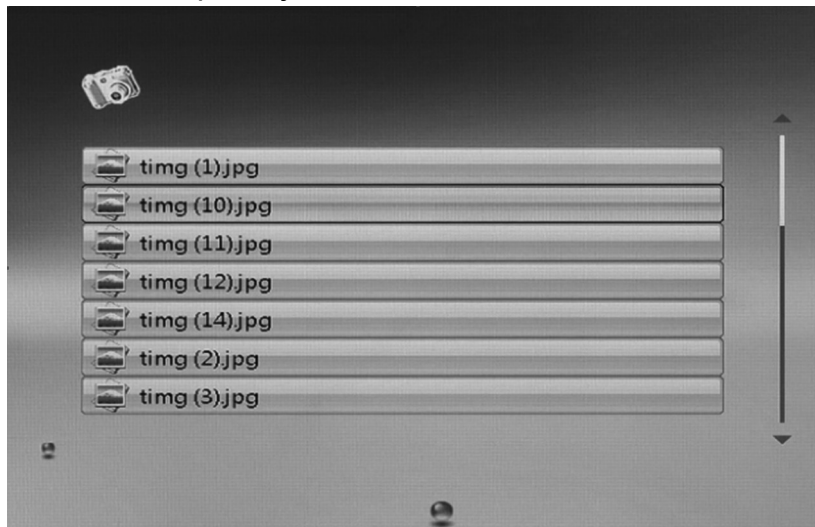 timg (1).jpg
timg (10).jpg
timg (11).jpg
timg (12).jpg
timg (14).jpg
timg (2).jpg
timg (3).jpg